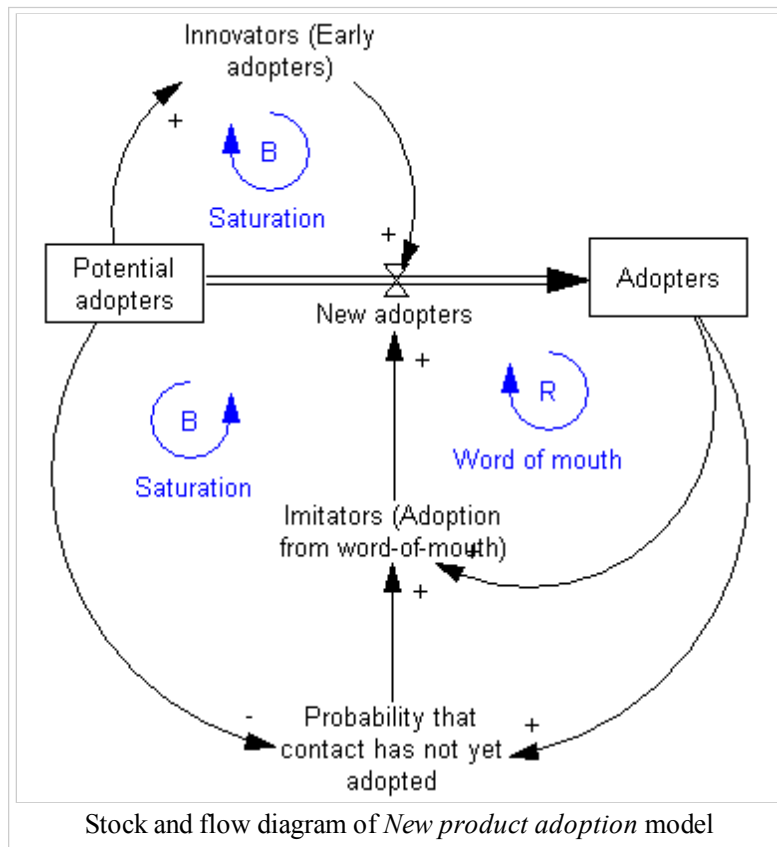 Innovators (Early
adopters)
+
B
Saturation
+
Potential
adopters
Adopters
New adopters
+
B
R
Saturation
Word of mouth
Imitators (Adoption
from word-of-mouth)
+
+
-
Probability that
contact has not yet
adopted
+
Stock and flow diagram of New product adoption model